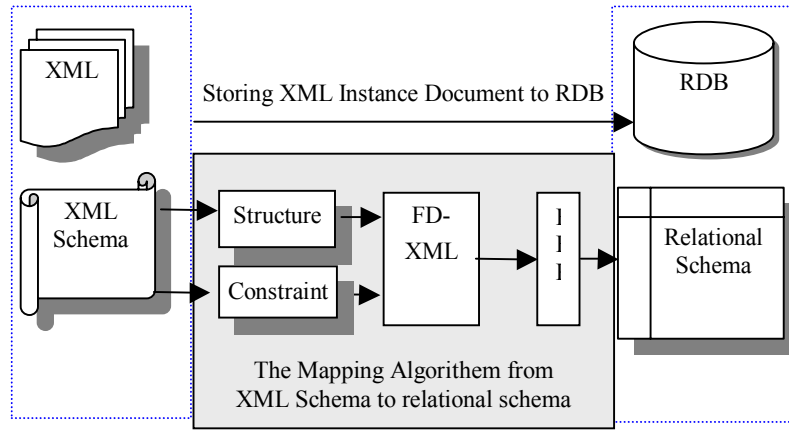 XML
RDB
Storing XML Instance Document to RDB
XML
Schema
Structure
Constraint
FD-
XML
Relational
Schema
The Mapping Algorithem from
XML Schema to relational schema